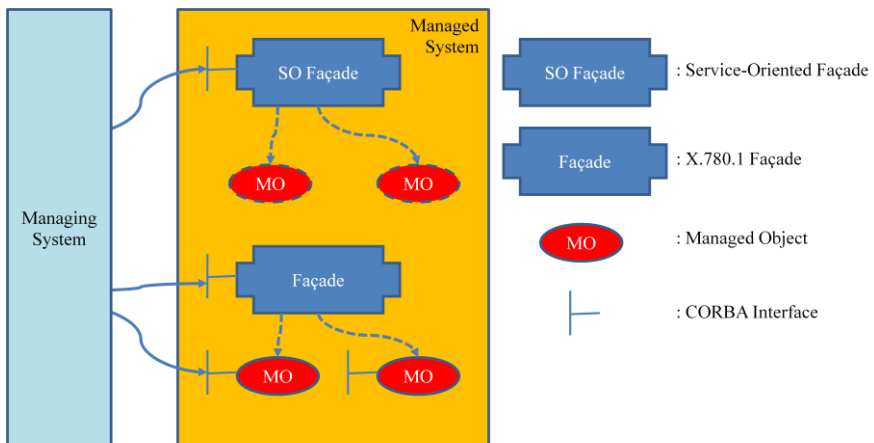 Managing
System
Managed
System
SO Façade
MO
MO
Façade
MO
MO
SO Façade
: Service-Oriented Façade
Façade
: X.780.1 Façade
MO
: Managed Object
: CORBA Interface